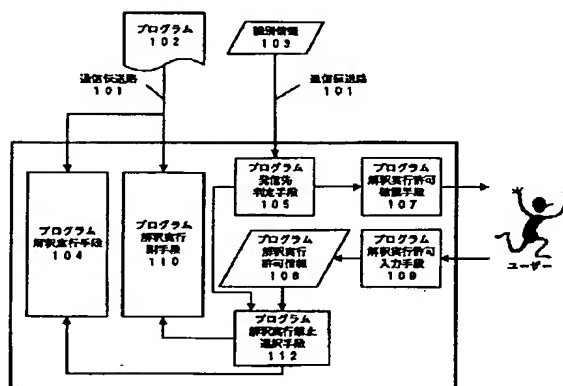 プログラム
102
識別情報
103
通信伝送路
101
通信伝送路
101
プログラム
発信先
判定手段
105
プログラム
解釈実行許可
確認手段
107
プログラム
解釈実行手段
104
プログラム
解釈実行
副手段
110
プログラム
解釈実行
許可情報
プログラム
解釈実行許可
入力手段
109
ユーザー
プログラム
解釈実行禁止
選択手段
112